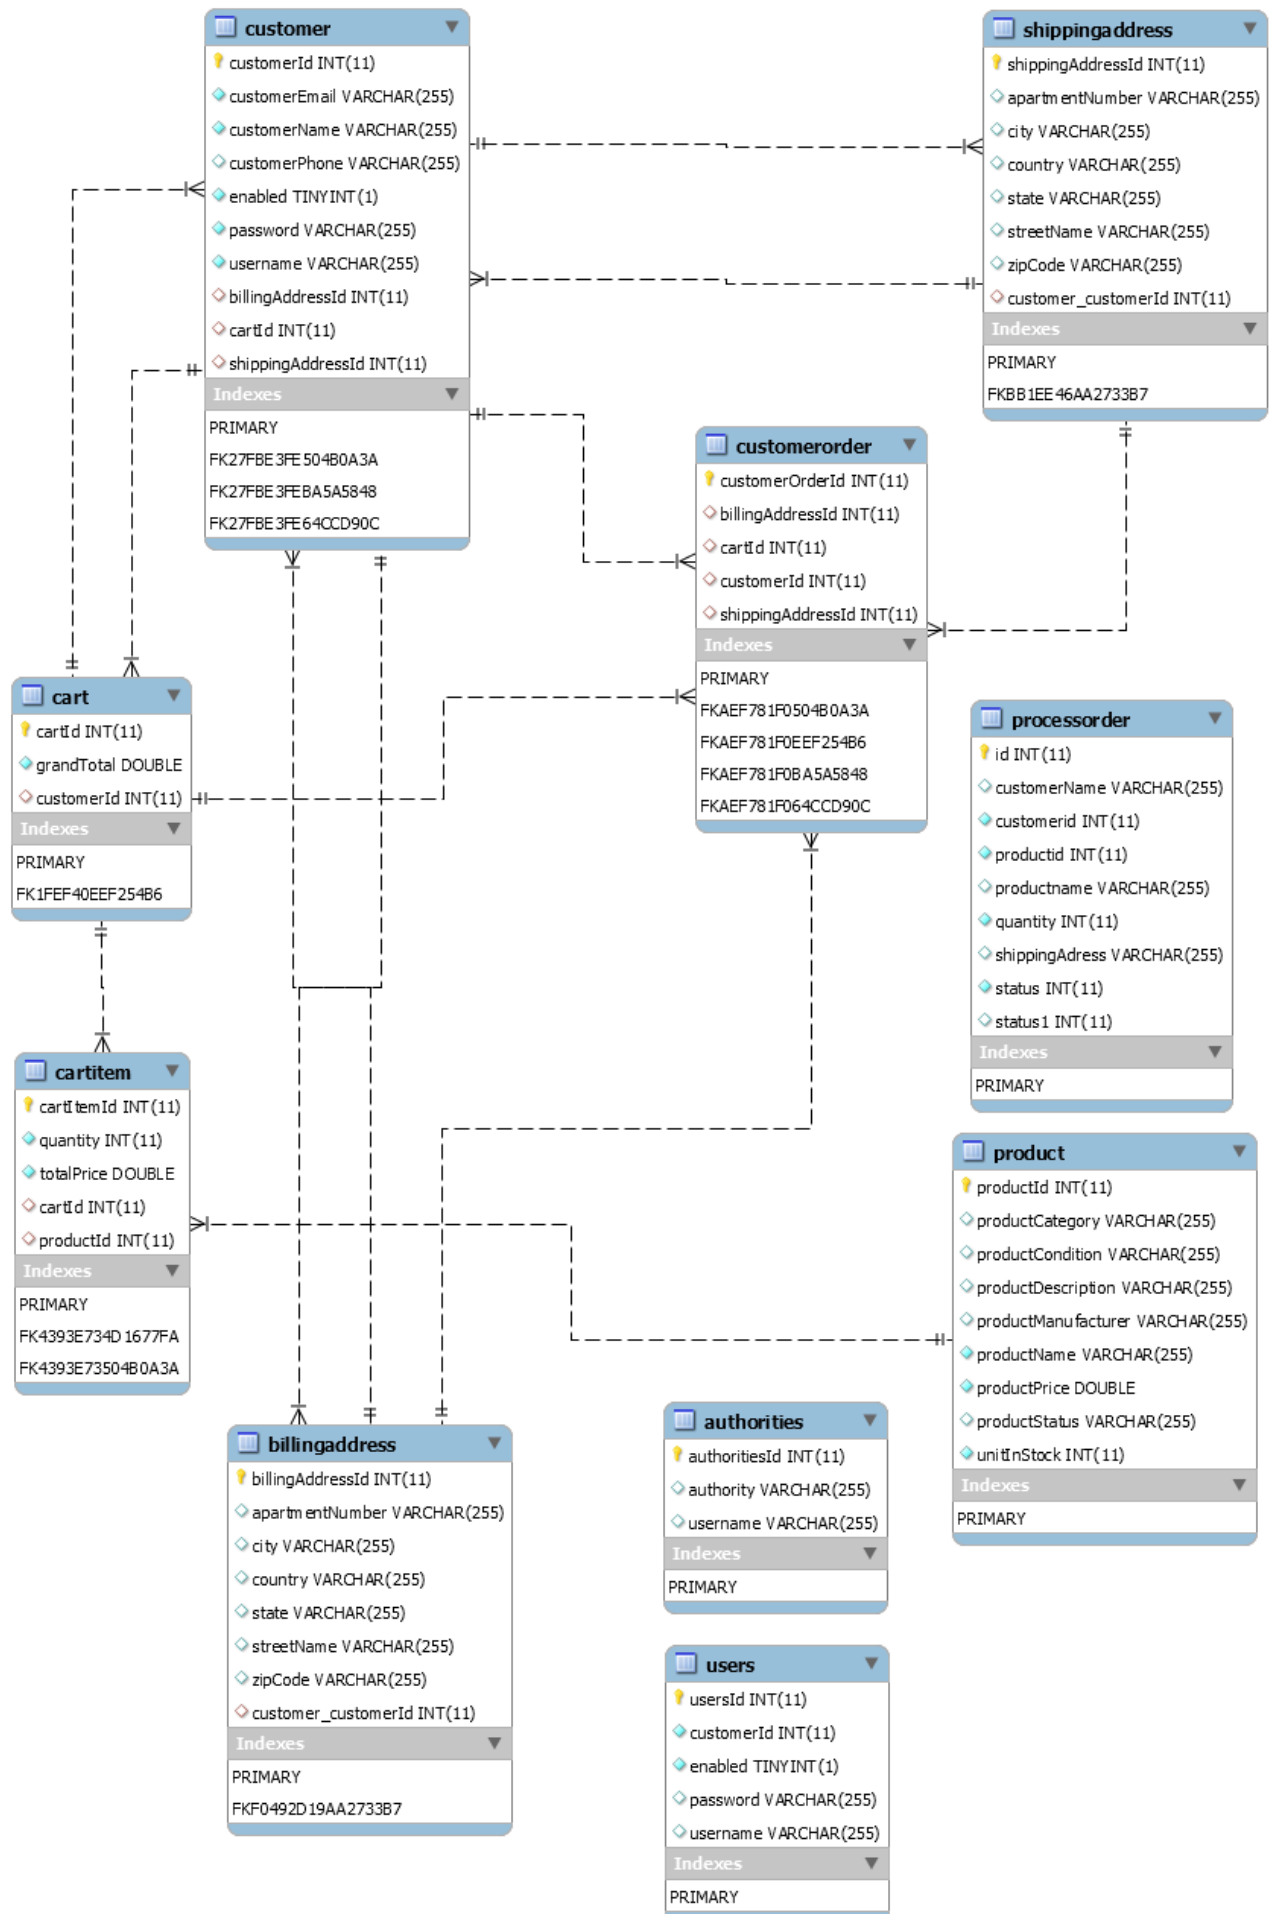 customer
customerId INT(11)
customerEmail VARCHAR(255)
customerName VARCHAR(255)
customerPhone VARCHAR(255)
enabled TINYINT(1)
password VARCHAR(255)
username VARCHAR(255)
billingAddressId INT(11)
cartId INT(11)
shippingAddressId INT(11)
Indexes
PRIMARY
FK27FBE3FE504B0A3A
FK27FBE3FEBA5A5848
FK27FBE3FE64CCD90C
shippingaddress
shippingAddressId INT(11)
apartmentNumber VARCHAR(255)
city VARCHAR(255)
country VARCHAR(255)
state VARCHAR(255)
streetName VARCHAR(255)
zipCode VARCHAR(255)
customer_customerId INT(11)
Indexes
PRIMARY
FKBB1EE46AA2733B7
customerorder
customerOrderId INT(11)
billingAddressId INT(11)
cartId INT(11)
customerId INT(11)
shippingAddressId INT(11)
Indexes
PRIMARY
FKAEF781F0504B0A3A
FKAEF781F0EEF254B6
FKAEF781F0BA5A5848
FKAEF781F064CCD90C
cart
cartId INT(11)
grandTotal DOUBLE
customerId INT(11)
Indexes
PRIMARY
FK1FEF40EEF254B6
processorder
id INT(11)
customerName VARCHAR(255)
customerid INT(11)
productid INT(11)
productname VARCHAR(255)
quantity INT(11)
shippingAdress VARCHAR(255)
status INT(11)
status1 INT(11)
Indexes
PRIMARY
cartitem
cartItemId INT(11)
quantity INT(11)
totalPrice DOUBLE
cartId INT(11)
productId INT(11)
Indexes
PRIMARY
FK4393E734D1677FA
FK4393E73504B0A3A
product
productId INT(11)
productCategory VARCHAR(255)
productCondition VARCHAR(255)
productDescription VARCHAR(255)
productManufacturer VARCHAR(255)
productName VARCHAR(255)
productPrice DOUBLE
productStatus VARCHAR(255)
unitInStock INT(11)
Indexes
PRIMARY
billingaddress
billingAddressId INT(11)
apartmentNumber VARCHAR(255)
city VARCHAR(255)
country VARCHAR(255)
state VARCHAR(255)
streetName VARCHAR(255)
zipCode VARCHAR(255)
customer_customerId INT(11)
Indexes
PRIMARY
FKF0492D19AA2733B7
authorities
authoritiesId INT(11)
authority VARCHAR(255)
username VARCHAR(255)
Indexes
PRIMARY
users
usersId INT(11)
customerId INT(11)
enabled TINYINT(1)
password VARCHAR(255)
username VARCHAR(255)
Indexes
PRIMARY